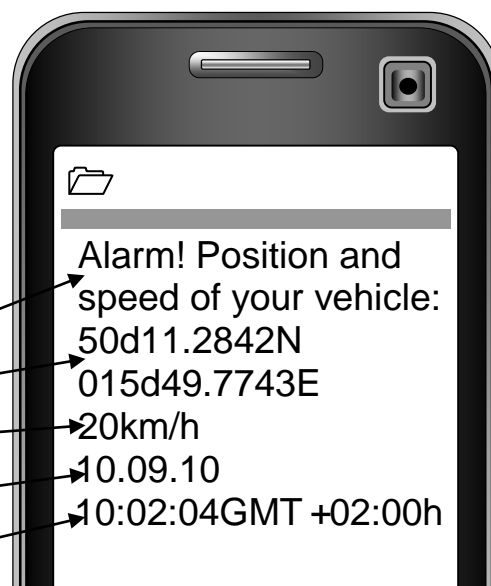 Alarm! Position and
speed of your vehicle:
50d11.2842N
015d49.7743E
20km/h
10.09.10
10:02:04GMT +02:00h